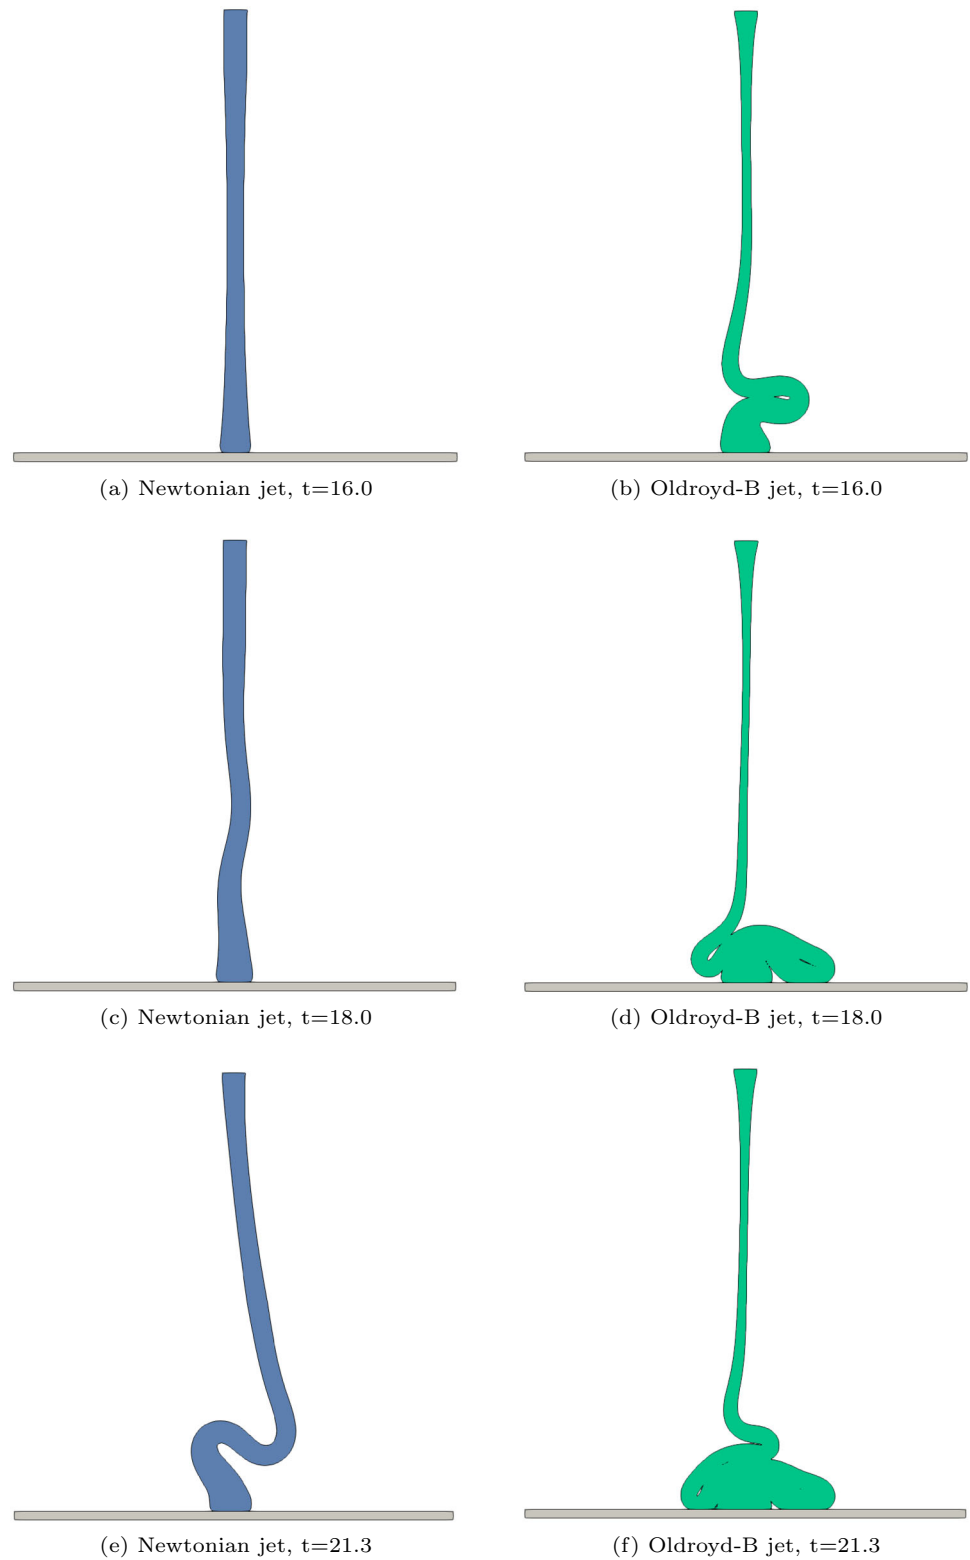 (a) Newtonian jet, t=16.0
(b) Oldroyd-B jet, t=16.0
(c) Newtonian jet, t=18.0
(d) Oldroyd-B jet, t=18.0
(e) Newtonian jet, t=21.3
(f) Oldroyd-B jet, t=21.3